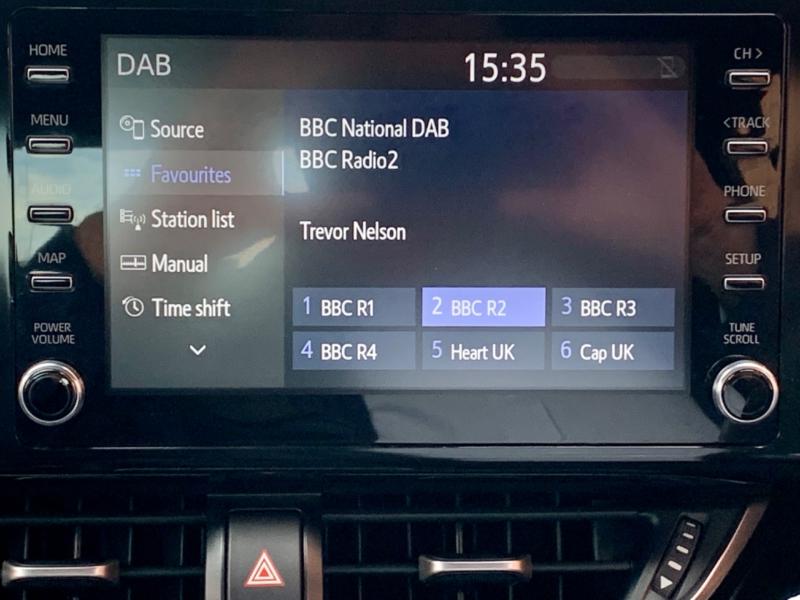 HOME
MENU
AUDIO
MAP
POWER
VOLUME
DAB
15:35
Source
Favourites
Station list
Manual
Time shift
BBC National DAB
BBC Radio2
Trevor Nelson
1 BBC R1
2 BBC R2
3 BBC R3
4 BBC R4
5 Heart UK
6 Cap UK
CH >
< TRACK
PHONE
SETUP
TUNE
SCROLL